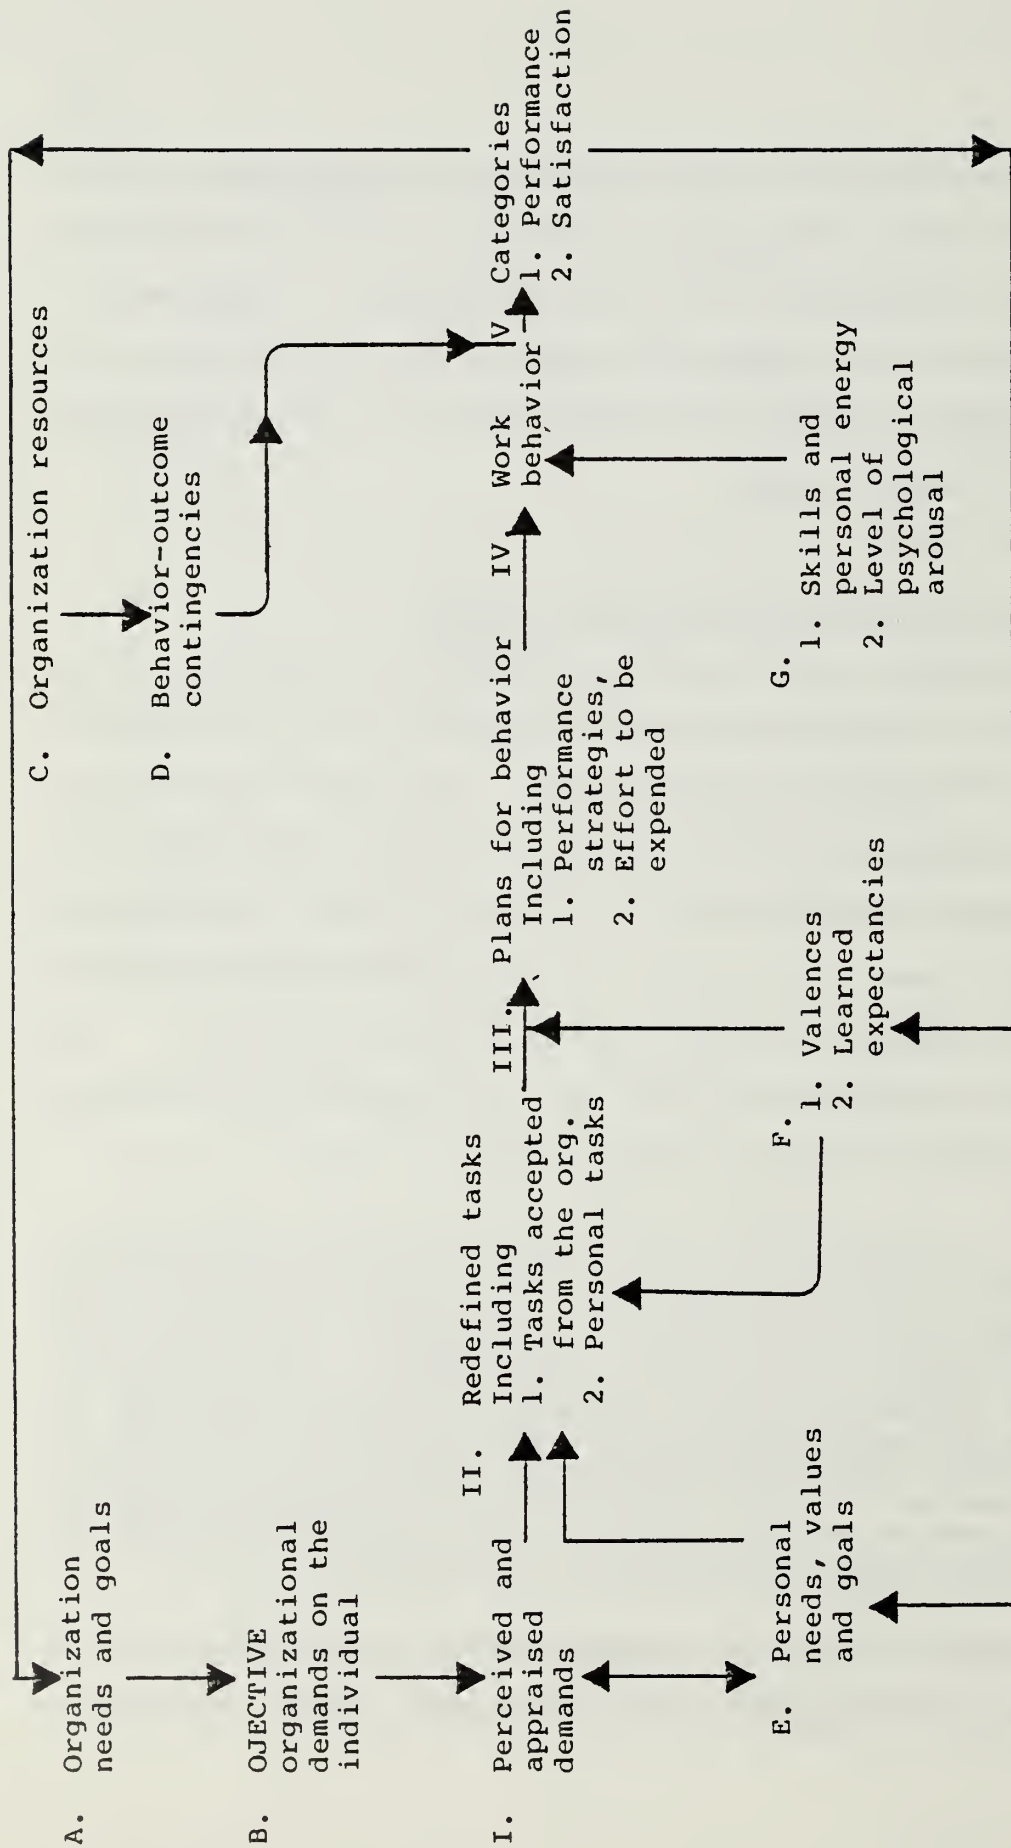 A. Organization
needs and goals
B. OJECTIVE
organizational
demands on the
individual
C. Organization resources
D. Behavior-outcome
contingencies
I. Perceived and
appraised
demands
II. Redefined tasks
Including
1. Tasks accepted
from the org.
2. Personal tasks
III. Plans for behavior
Including
1. Performance
strategies,
2. Effort to be
expended
IV Work
behavior
V Categories
1. Performance
2. Satisfaction
E. Personal
needs, values
and goals
F.
1. Valences
2. Learned
expectancies
G.
1. Skills and
personal energy
2. Level of
psychological
arousal